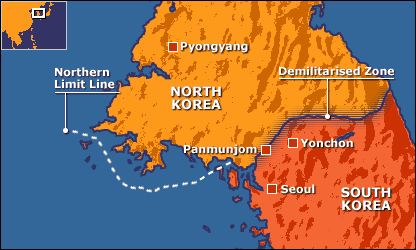 Pyongyang
Northern
Limit Line
Demilitarised Zone
NORTH
KOREA
Panmunjom
Yonchon
Seoul
SOUTH
KOREA